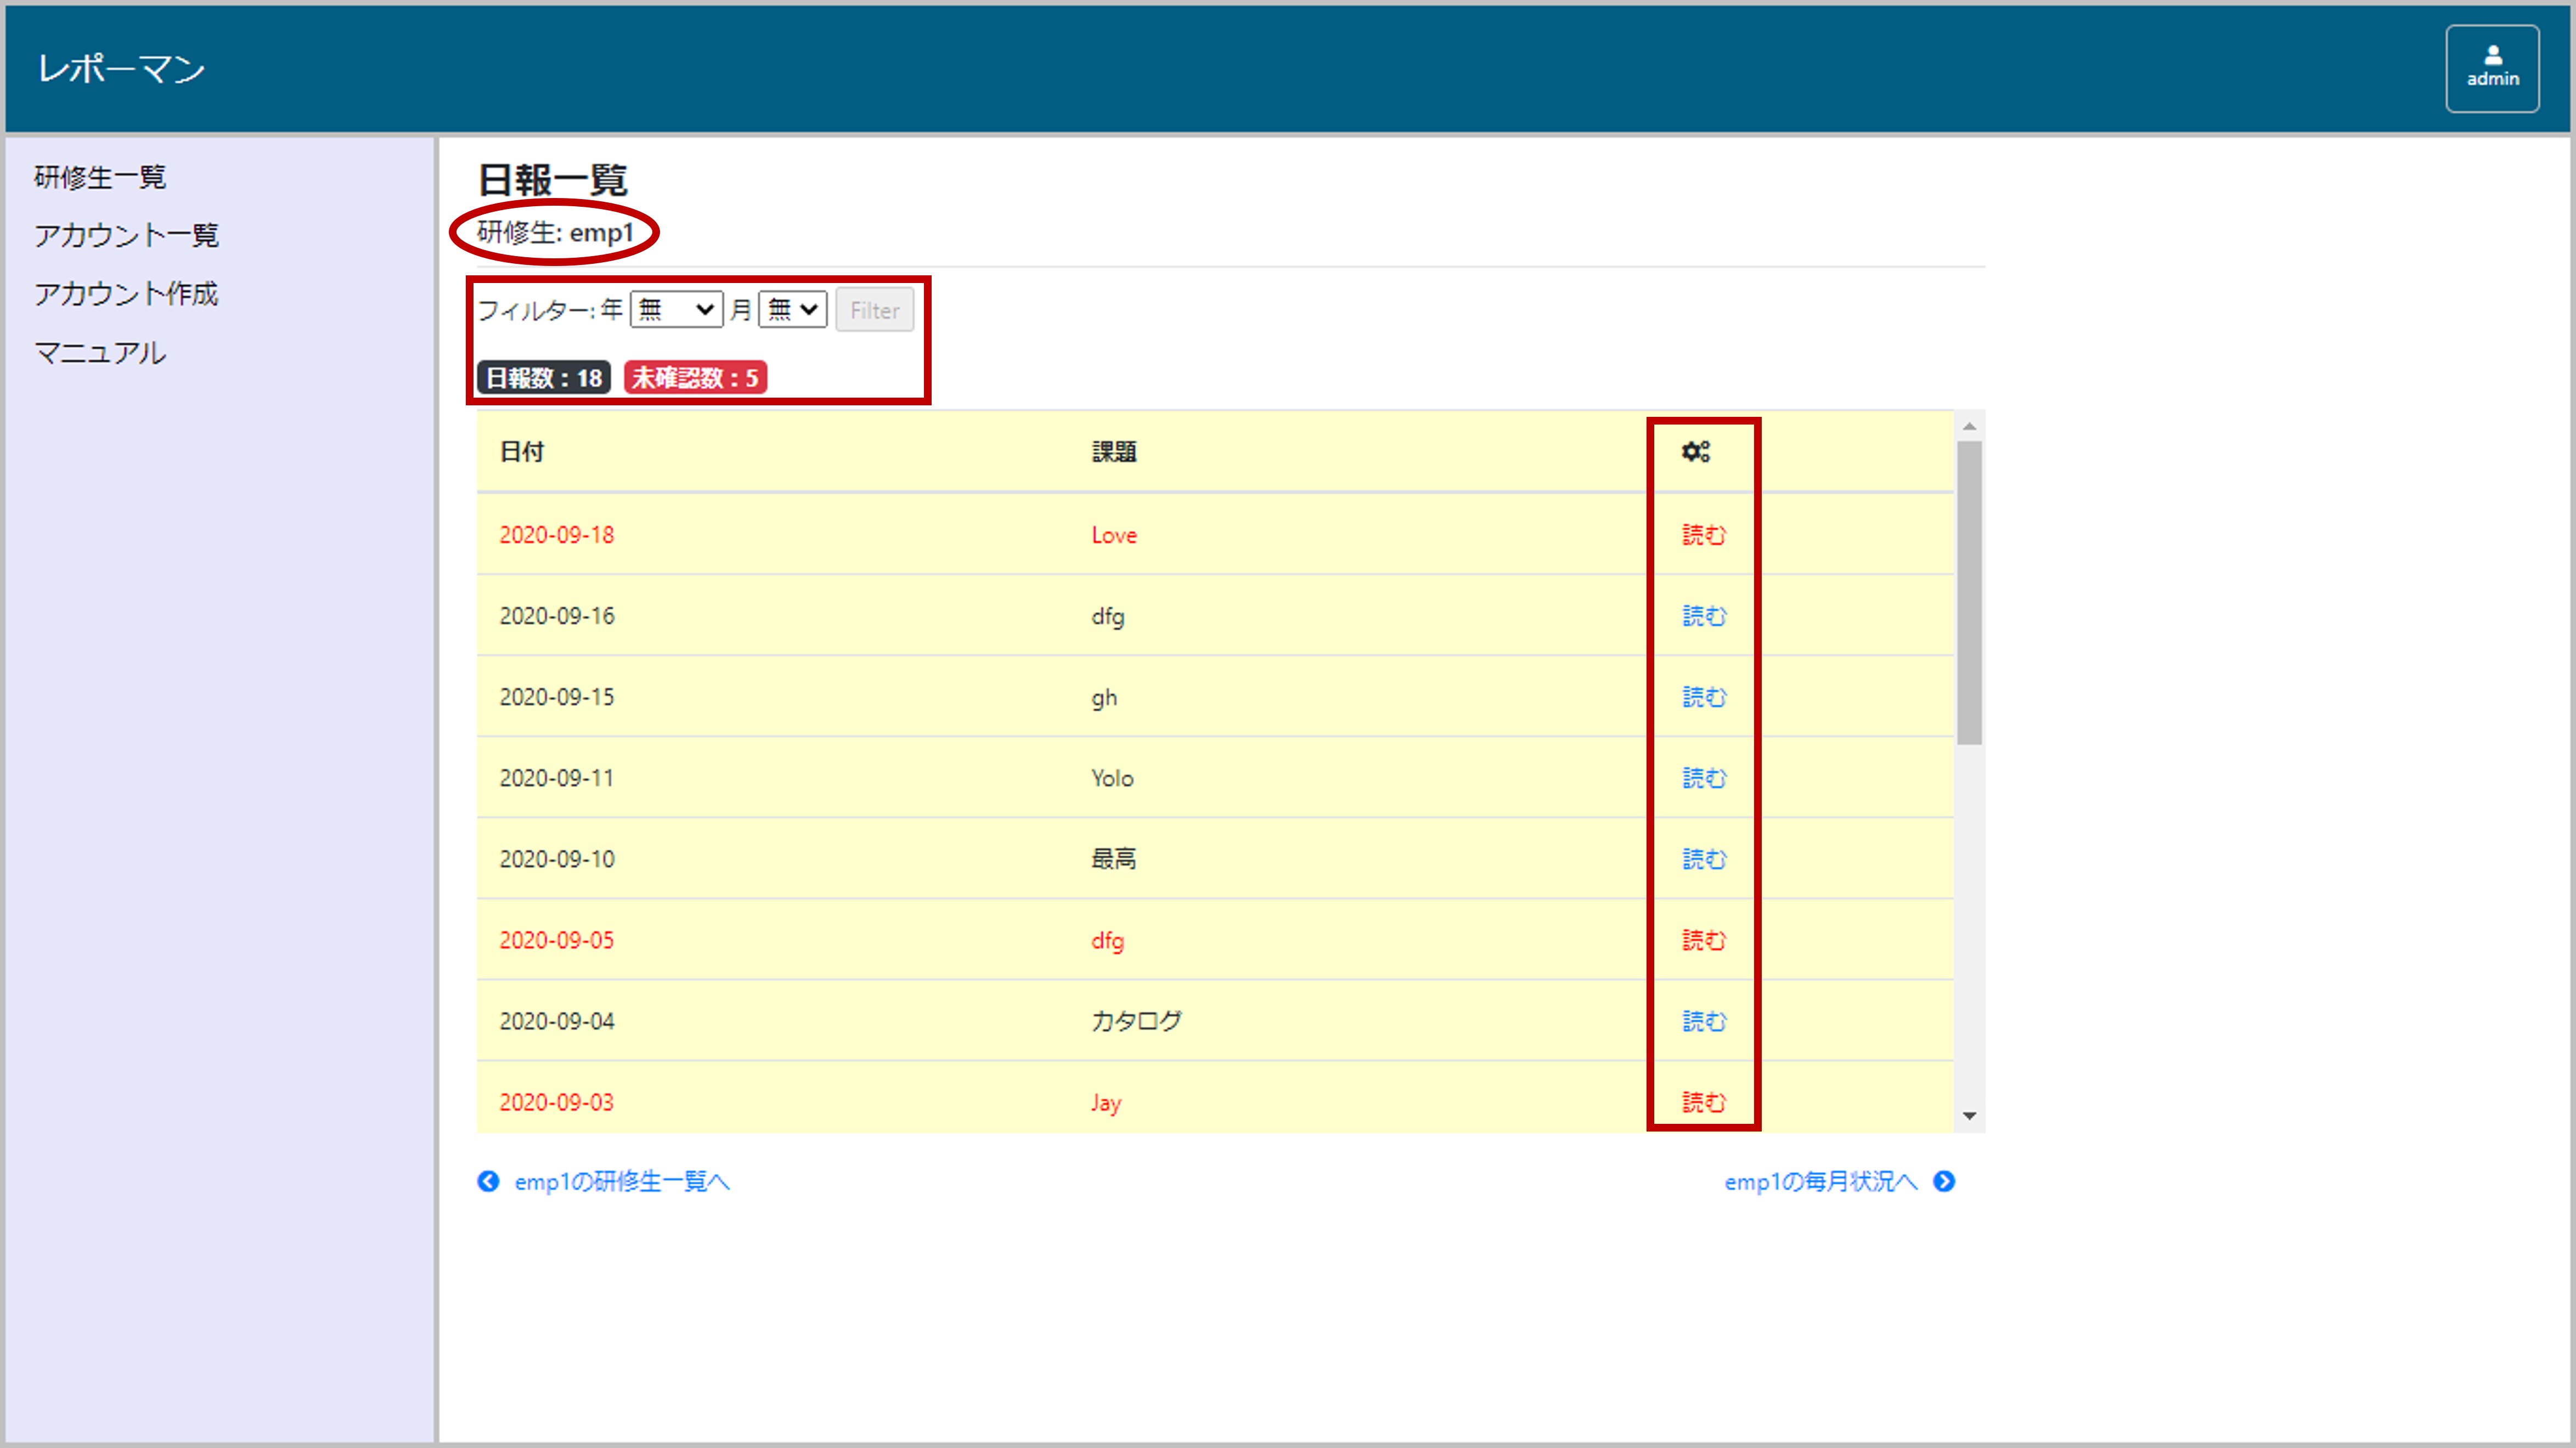 レポーマン
admin
研修生一覧
アカウント一覧
アカウント作成
マニュアル
日報一覧
研修生: emp1
フィルター: 年 無 月 無 Filter
日報数：18 未確認数：5
日付 課題
2020-09-18 Love 読む
2020-09-16 dfg 読む
2020-09-15 gh 読む
2020-09-11 Yolo 読む
2020-09-10 最高 読む
2020-09-05 dfg 読む
2020-09-04 カタログ 読む
2020-09-03 Jay 読む
emp1の研修生一覧へ
emp1の毎月状況へ